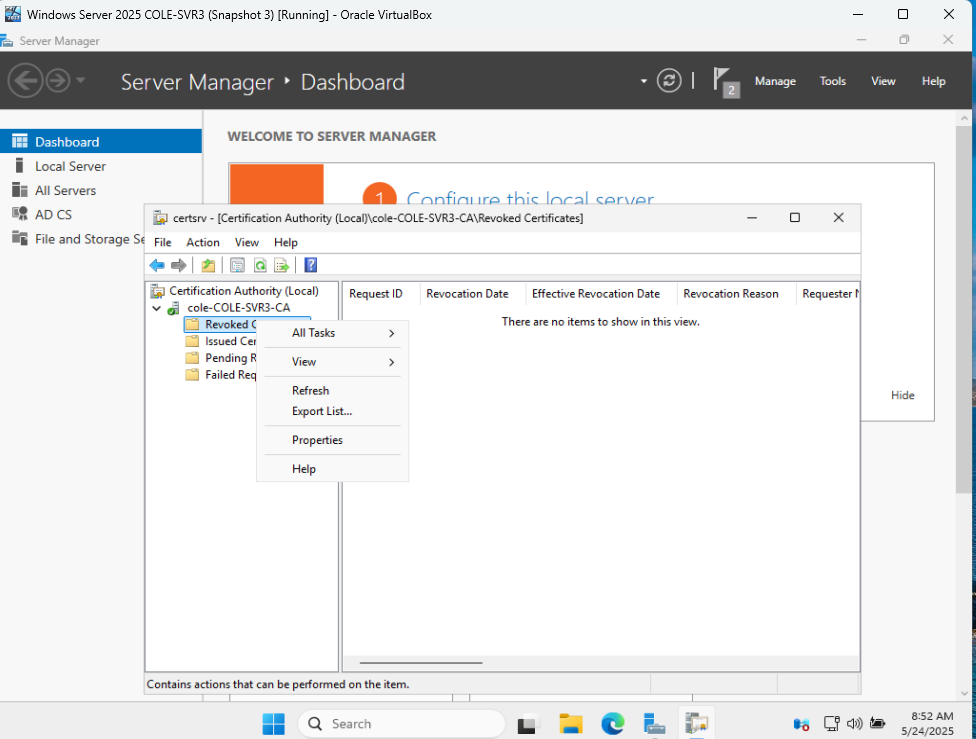 Windows Server 2025 COLE-SVR3 (Snapshot 3) [Running] - Oracle VirtualBox
Server Manager
Server Manager ‣ Dashboard
2
Manage
Tools
View
Help
Dashboard
Local Server
All Servers
AD CS
File and Storage Se
WELCOME TO SERVER MANAGER
1
Configure this local server
Hide
certsrv - [Certification Authority (Local)\cole-COLE-SVR3-CA\Revoked Certificates]
File Action View Help
Certification Authority (Local)
cole-COLE-SVR3-CA
Revoked C
Issued Cer
Pending R
Failed Req
Request ID Revocation Date Effective Revocation Date Revocation Reason Requester N
There are no items to show in this view.
All Tasks
View
Refresh
Export List...
Properties
Help
Contains actions that can be performed on the item.
Search
8:52 AM
5/24/2025